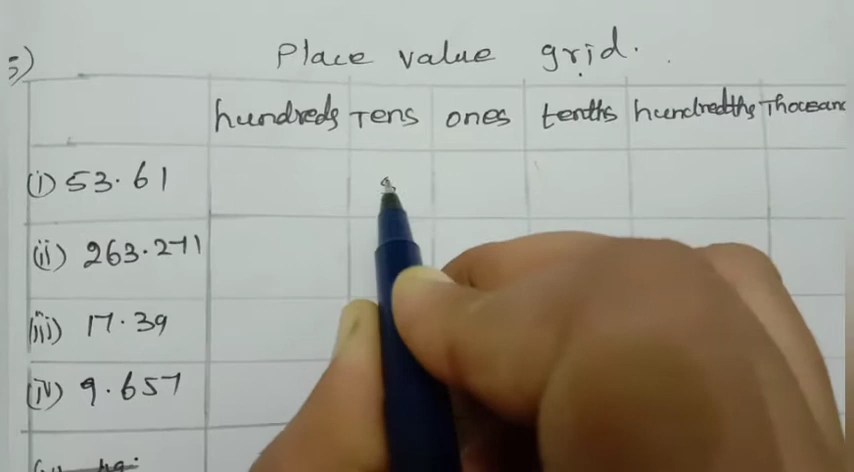 5) Place value grid.
hundreds Tens ones tenths hundredths Thousan
(i) 53.61
(ii) 263.271
(iii) 17.39
(iv) 9.657